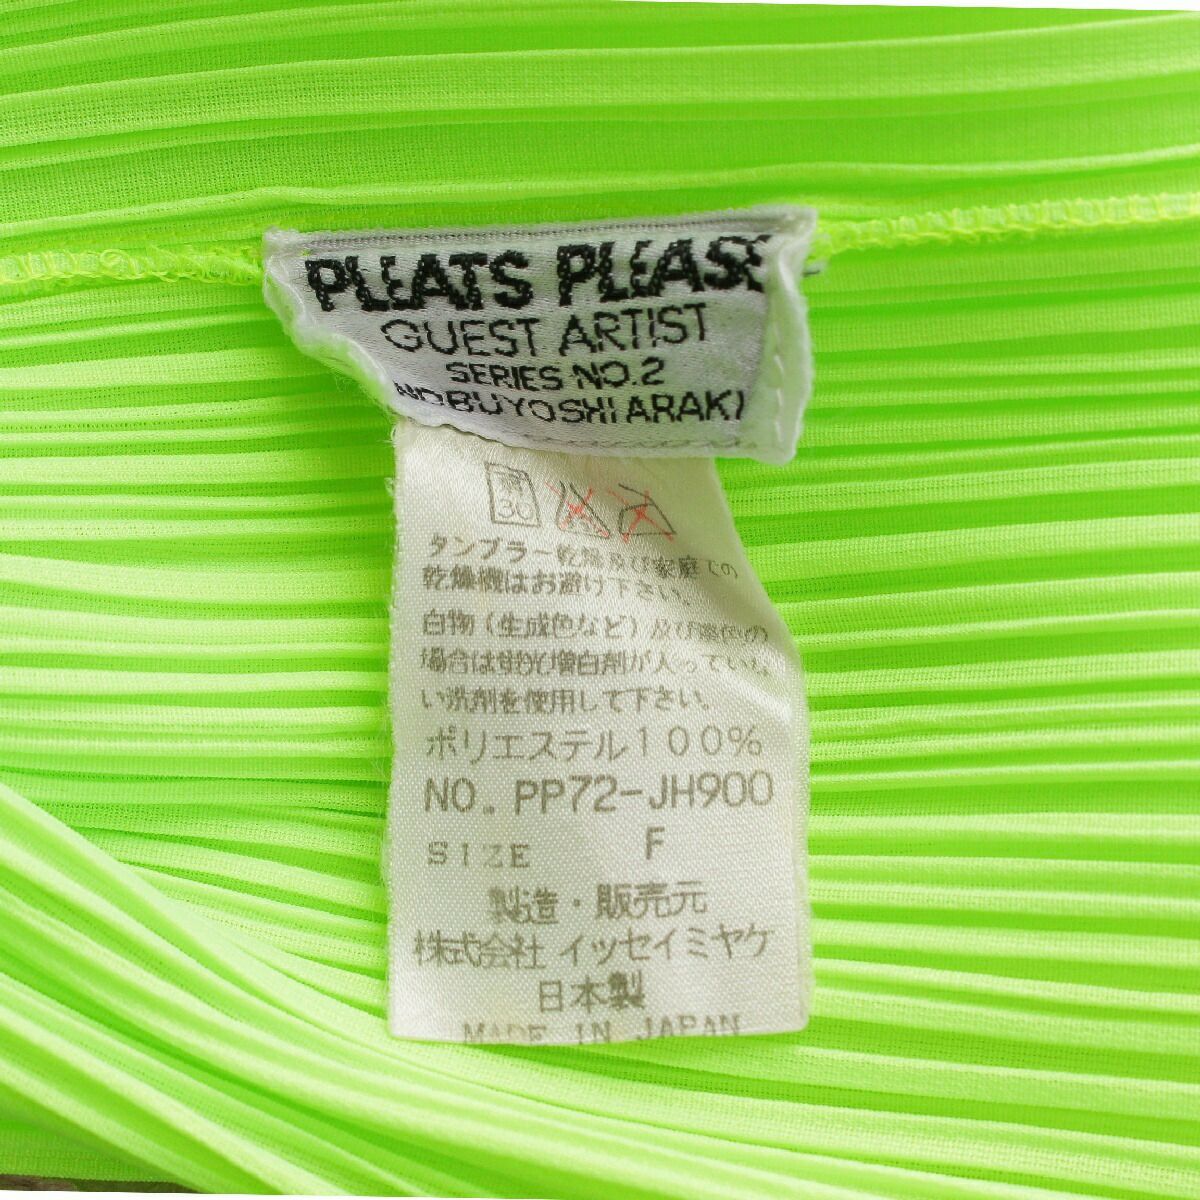 PLEATS PLEASE
GUEST ARTIST
SERIES NO.2
NOBUYOSHI ARAKI
30
タンブラー乾燥及び家庭での
乾燥機はお避け下さい。
白物(生成色など)及び淡色の
場合は蛍光増白剤が入っていな
い洗剤を使用して下さい。
ポリエステル100%
NO. PP72-JH900
SIZE F
製造・販売元
株式会社 イッセイミヤケ
日本製
MADE IN JAPAN